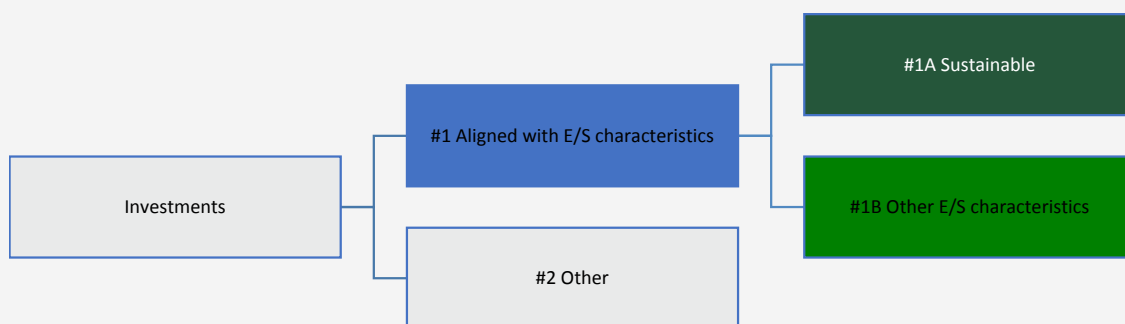 Investments
#1 Aligned with E/S characteristics
#2 Other
#1A Sustainable
#1B Other E/S characteristics